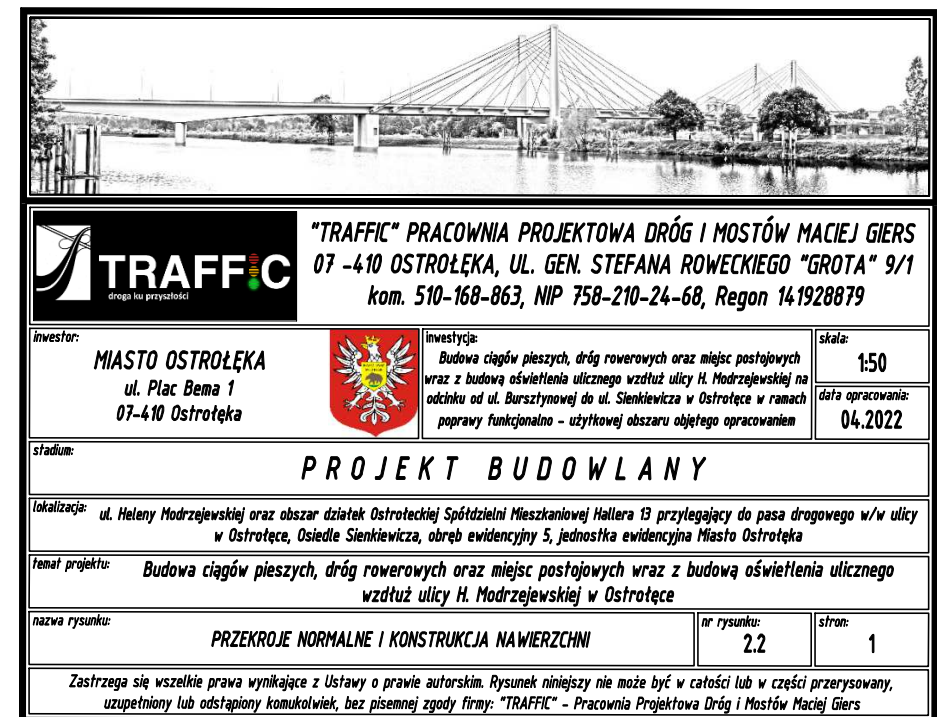 "TRAFFIC" PRACOWNIA PROJEKTOWA DRÓG I MOSTÓW MACIEJ GIERS
07 -410 OSTROŁĘKA, UL. GEN. STEFANA ROWECKIEGO "GROTA" 9/1
kom. 510-168-863, NIP 758-210-24-68, Regon 141928879
TRAFFIC
droga ku przyszłości
inwestor:
MIASTO OSTROŁĘKA
ul. Plac Bema 1
07-410 Ostrołęka
inwestycja:
Budowa ciągów pieszych, dróg rowerowych oraz miejsc postojowych
wraz z budową oświetlenia ulicznego wzdłuż ulicy H. Modrzejewskiej na
odcinku od ul. Bursztynowej do ul. Sienkiewicza w Ostrołęce w ramach
poprawy funkcjonalno - użytkowej obszaru objętego opracowaniem
skala:
1:50
data opracowania:
04.2022
stadium:
PROJEKT BUDOWLANY
lokalizacja: ul. Heleny Modrzejewskiej oraz obszar działek Ostrołeckiej Spółdzielni Mieszkaniowej Hallera 13 przylegający do pasa drogowego w/w ulicy
w Ostrołęce, Osiedle Sienkiewicza, obręb ewidencyjny 5, jednostka ewidencyjna Miasto Ostrołęka
temat projektu: Budowa ciągów pieszych, dróg rowerowych oraz miejsc postojowych wraz z budową oświetlenia ulicznego
wzdłuż ulicy H. Modrzejewskiej w Ostrołęce
nazwa rysunku:
PRZEKROJE NORMALNE I KONSTRUKCJA NAWIERZCHNI
nr rysunku:
2.2
stron:
1
Zastrzega się wszelkie prawa wynikające z Ustawy o prawie autorskim. Rysunek niniejszy nie może być w całości lub w części przerysowany,
uzupełniony lub odstąpiony komukolwiek, bez pisemnej zgody firmy: "TRAFFIC" - Pracownia Projektowa Dróg i Mostów Maciej Giers